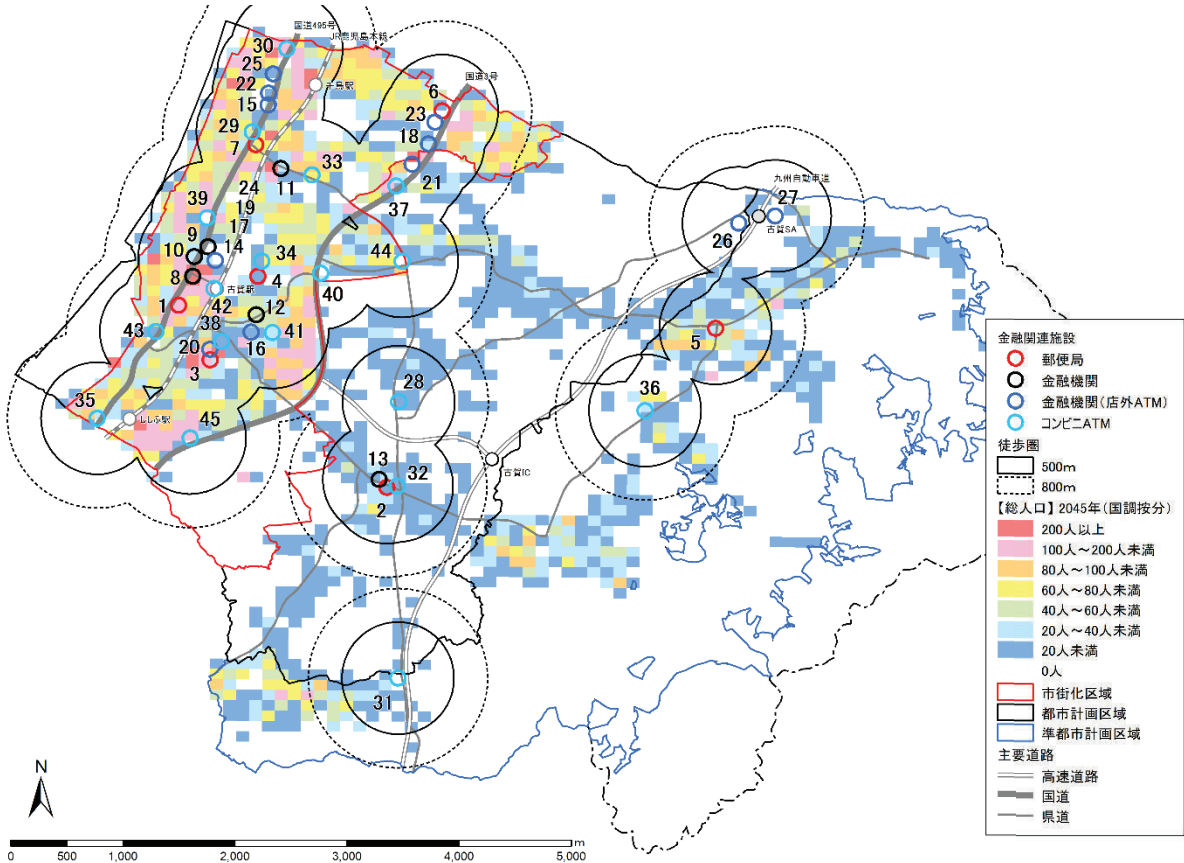 国道495号
JR鹿児島本線
30
25
千鳥駅
国道3号
22
6
15
23
29
18
7
33
11
21
24
九州自動車道
39
19
37
27
17
9
14
26
古賀SA
10
34
44
8
4
古賀駅
40
1
42
12
43
38
41
5
20
16
3
28
36
35
ししぶ駅
45
13
32
古賀IC
2
31
金融関連施設
郵便局
金融機関
金融機関(店外ATM)
コンビニATM
徒歩圏
500m
800m
【総人口】2045年(国調按分)
200人以上
100人~200人未満
80人~100人未満
60人~80人未満
40人~60人未満
20人~40人未満
20人未満
0人
市街化区域
都市計画区域
準都市計画区域
主要道路
高速道路
国道
県道
N
0 500 1,000 2,000 3,000 4,000 5,000 m